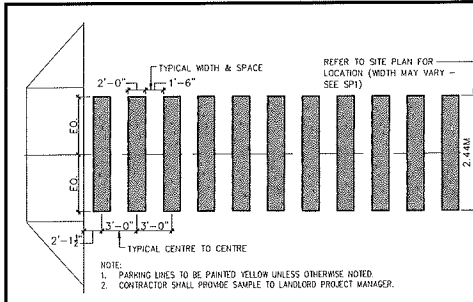 TYPICAL WIDTH & SPACE
2'-0"
1'-6"
REFER TO SITE PLAN FOR
LOCATION (WIDTH MAY VARY –
SEE SP1)
EQ.
EQ.
2.44M
3'-0"
3'-0"
2'-1½"
TYPICAL CENTRE TO CENTRE
NOTE:
1. PARKING LINES TO BE PAINTED YELLOW UNLESS OTHERWISE NOTED.
2. CONTRACTOR SHALL PROVIDE SAMPLE TO LANDLORD PROJECT MANAGER.